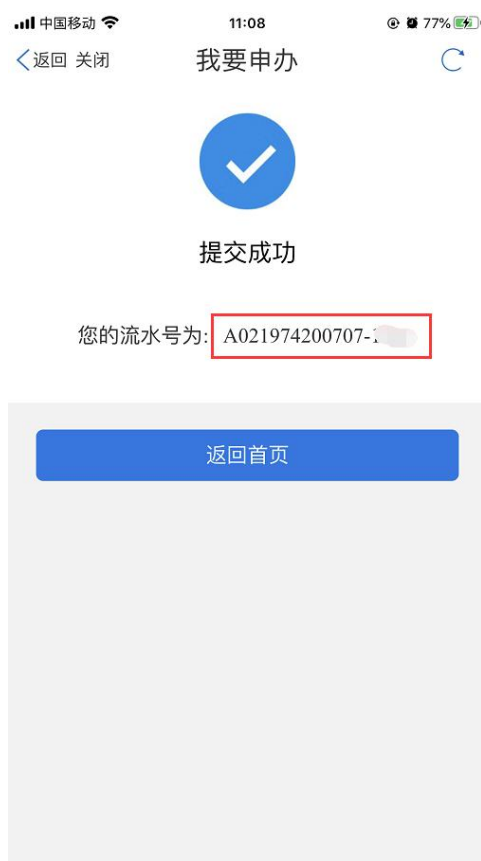 中国移动 11:08 77%
返回 关闭 我要申办
提交成功
您的流水号为: A021974200707-
返回首页